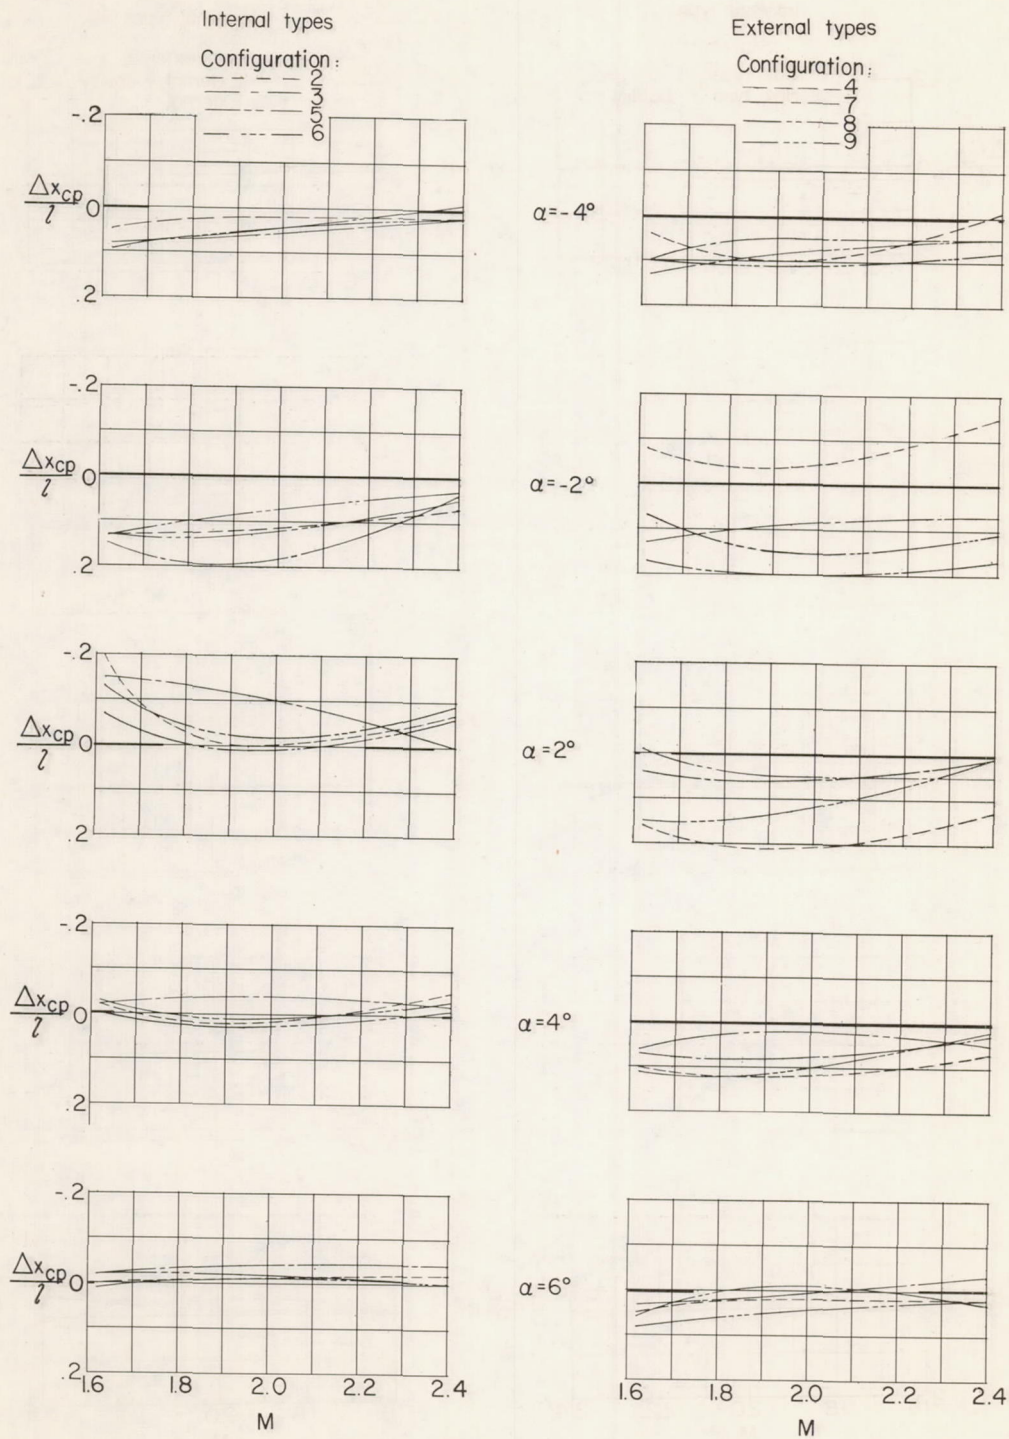 Internal types
Configuration:
2
3
5
6
External types
Configuration:
4
7
8
9
-.2
Δxcp
l
0
.2
α=-4°
-.2
Δxcp
l
0
.2
α=-2°
-.2
Δxcp
l
0
.2
α=2°
-.2
Δxcp
l
0
.2
α=4°
-.2
Δxcp
l
0
.2
α=6°
1.6 1.8 2.0 2.2 2.4
M
1.6 1.8 2.0 2.2 2.4
M